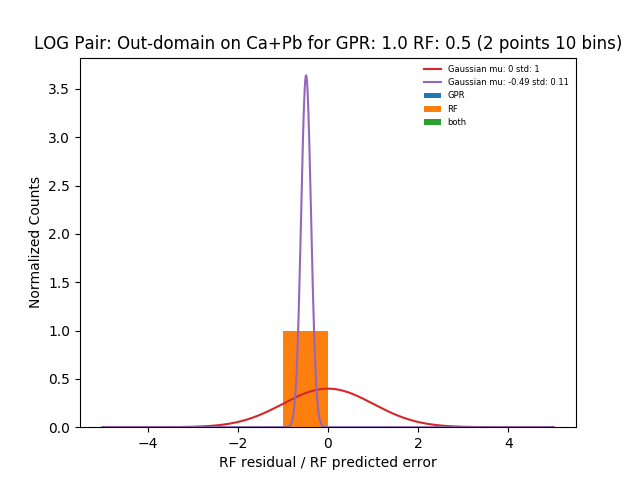 LOG Pair: Out-domain on Ca+Pb for GPR: 1.0 RF: 0.5 (2 points 10 bins)
Gaussian mu: 0 std: 1
Gaussian mu: -0.49 std: 0.11
GPR
RF
both
Normalized Counts
3.5
3.0
2.5
2.0
1.5
1.0
0.5
0.0
−4 −2 0 2 4
RF residual / RF predicted error